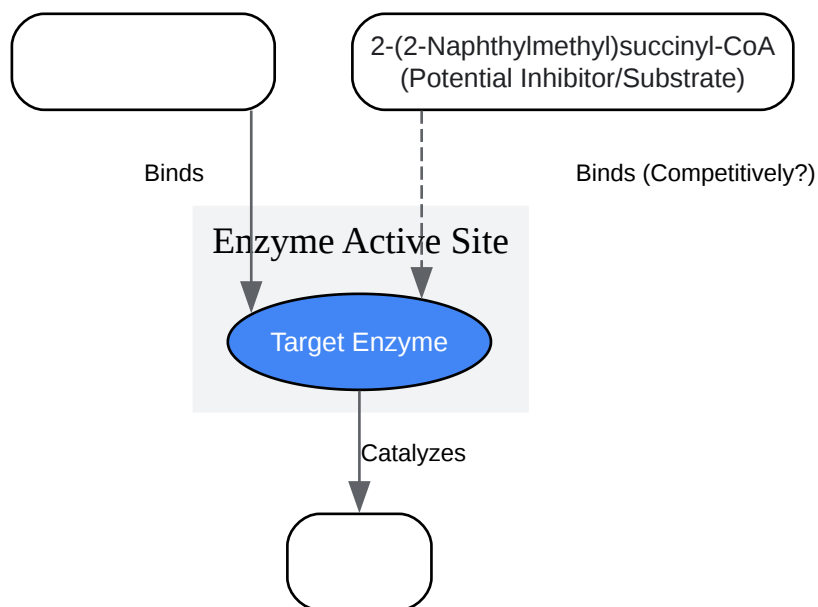 2-(2-Naphthylmethyl)succinyl-CoA
(Potential Inhibitor/Substrate)
Binds
Binds (Competitively?)
Enzyme Active Site
Target Enzyme
Catalyzes